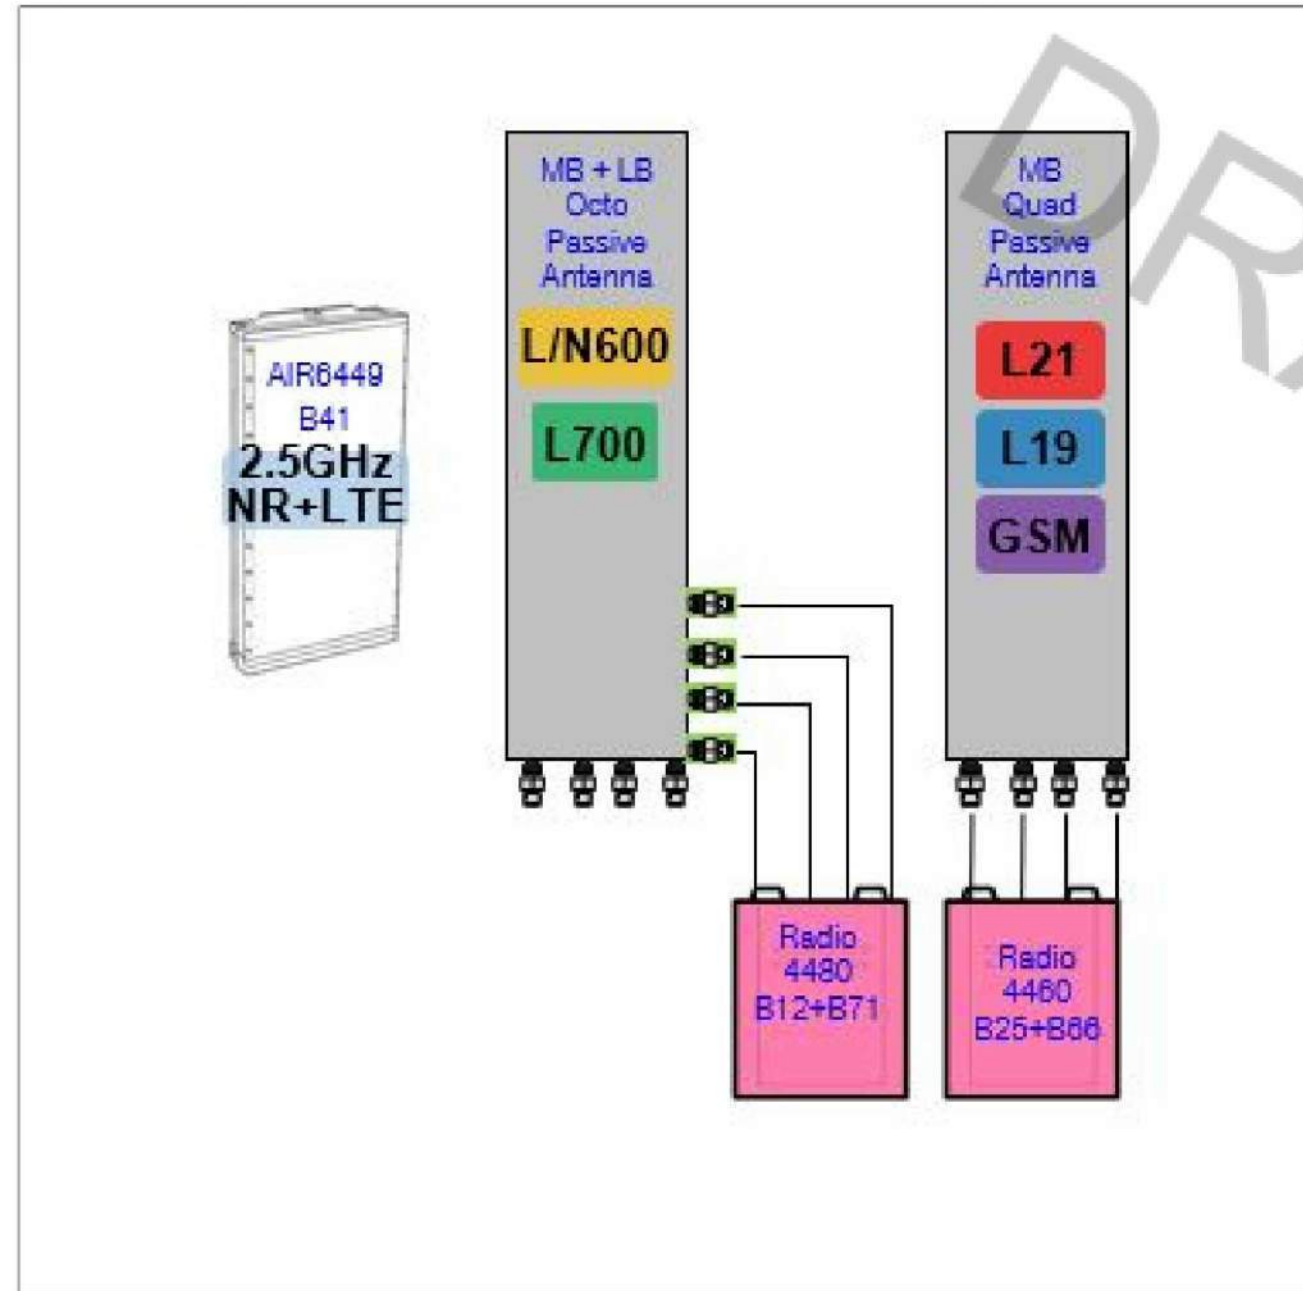 AIR6449
B41
2.5GHz
NR+LTE
MB + LB
Octo
Passive
Antenna
L/N600
L700
MB
Quad
Passive
Antenna
L21
L19
GSM
Radio
4480
B12+B71
Radio
4460
B25+B66